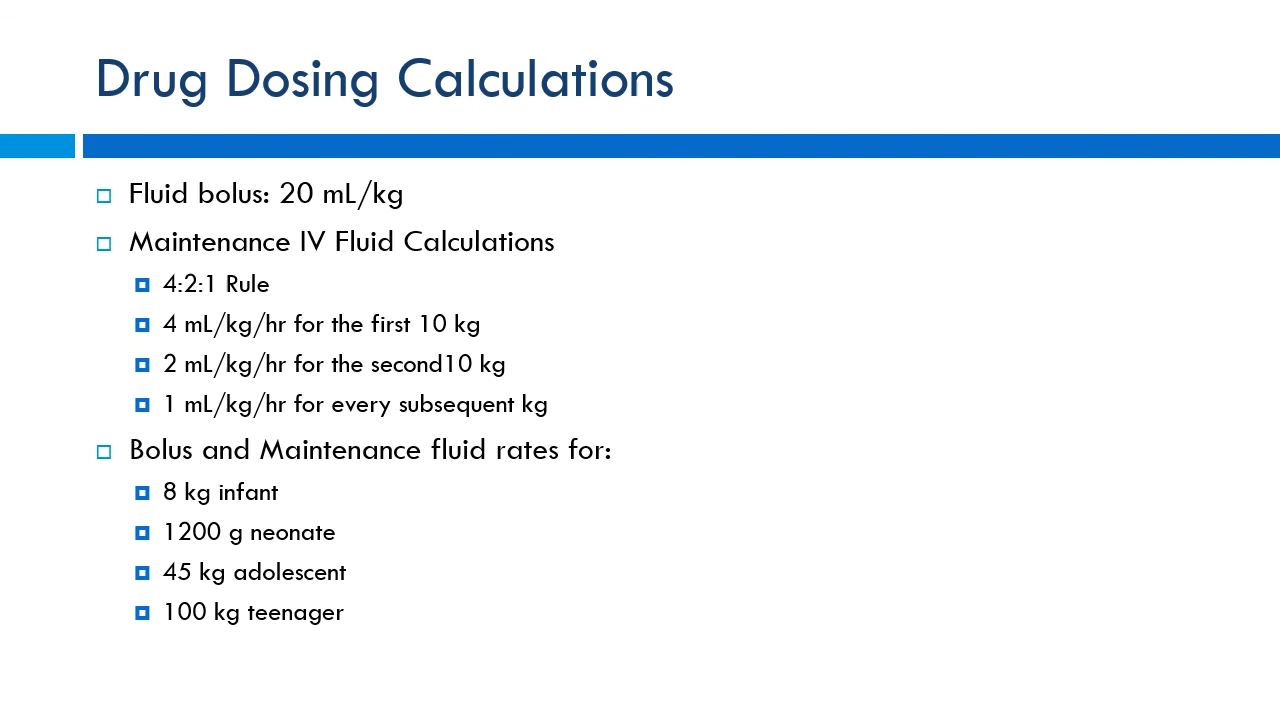 Drug Dosing Calculations
Fluid bolus: 20 mL/kg
Maintenance IV Fluid Calculations
4:2:1 Rule
4 mL/kg/hr for the first 10 kg
2 mL/kg/hr for the second10 kg
1 mL/kg/hr for every subsequent kg
Bolus and Maintenance fluid rates for:
8 kg infant
1200 g neonate
45 kg adolescent
100 kg teenager